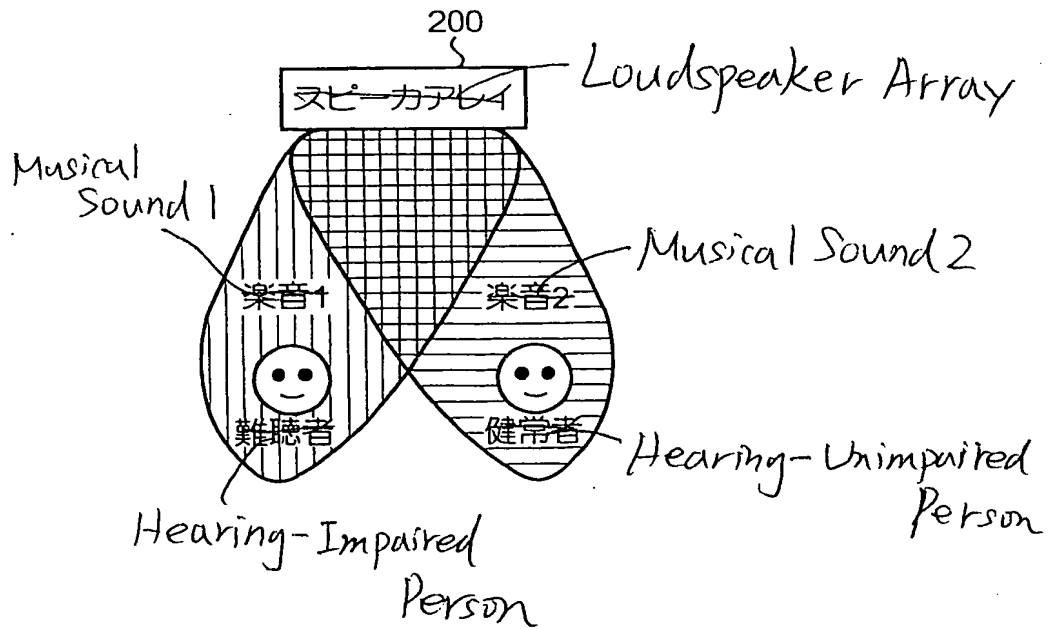 200
スピーカアレイ
Loudspeaker Array
Musical
Sound 1
Musical Sound 2
楽音1
楽音2
難聴者
健常者
Hearing-Unimpaired
Person
Hearing-Impaired
Person